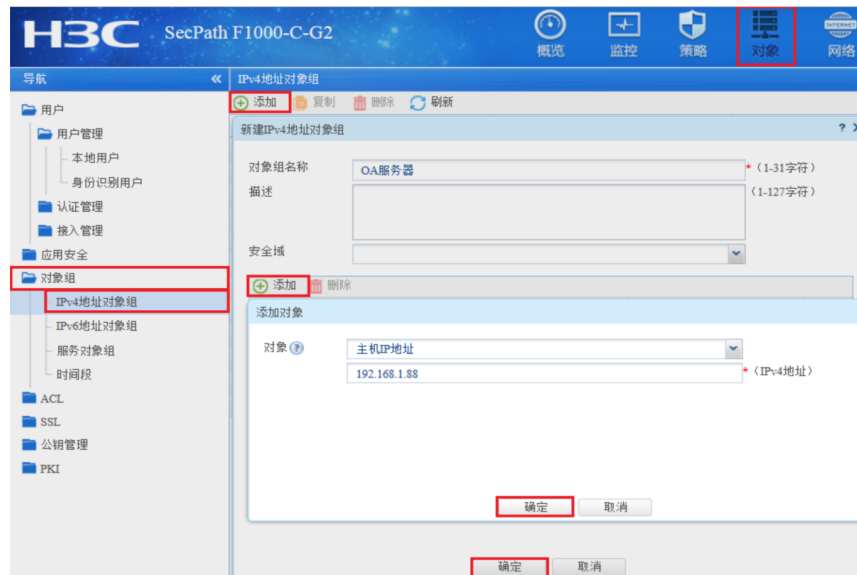 H3C SecPath F1000-C-G2
概览 监控 策略 对象 网络
INTERNET
导航 « IPv4地址对象组
添加 复制 删除 刷新
用户
用户管理
本地用户
身份识别用户
认证管理
接入管理
应用安全
对象组
IPv4地址对象组
IPv6地址对象组
服务对象组
时间段
ACL
SSL
公钥管理
PKI
新建IPv4地址对象组 ?
对象组名称 OA服务器 *（1-31字符）
描述 （1-127字符）
安全域
添加 删除
添加对象
对象 ? 主机IP地址
192.168.1.88 *（IPv4地址）
确定 取消
确定 取消